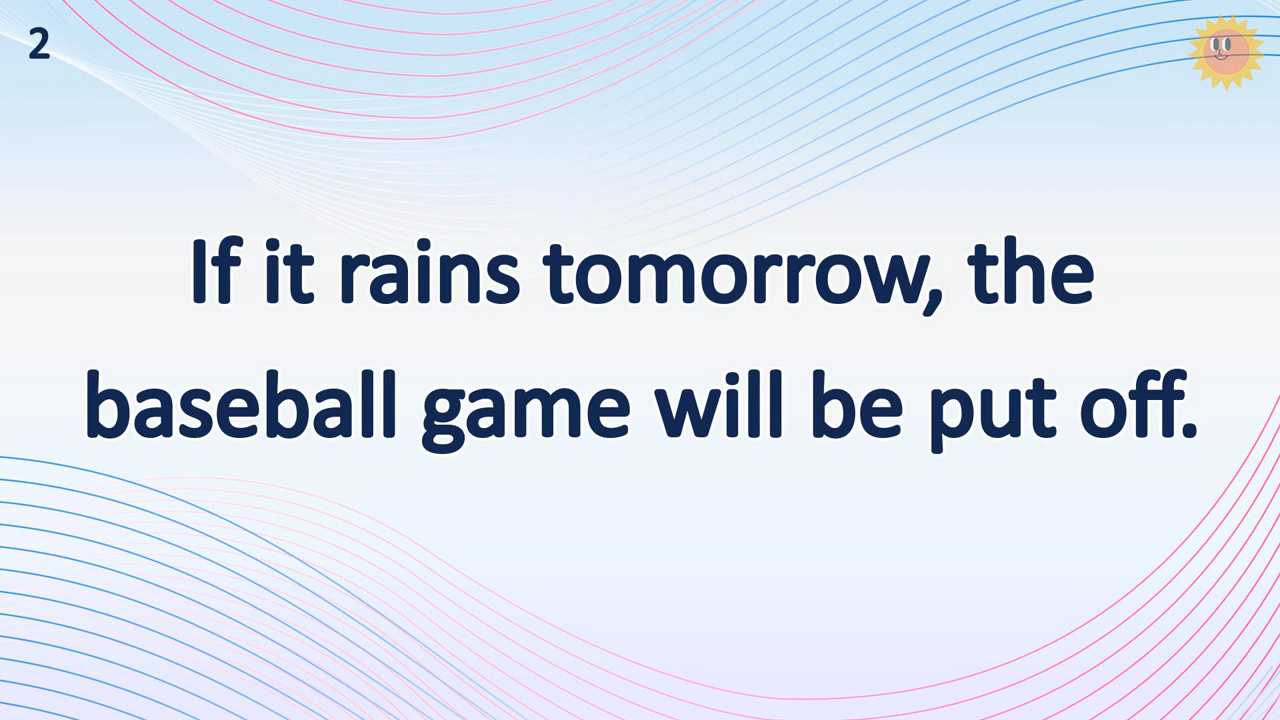 2
If it rains tomorrow, the
baseball game will be put off.